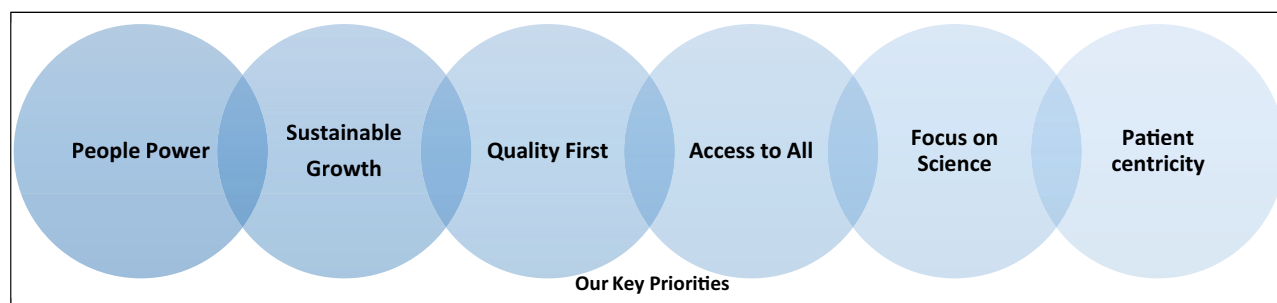 People Power
Sustainable
Growth
Quality First
Access to All
Focus on
Science
Patient
centricity
Our Key Priorities